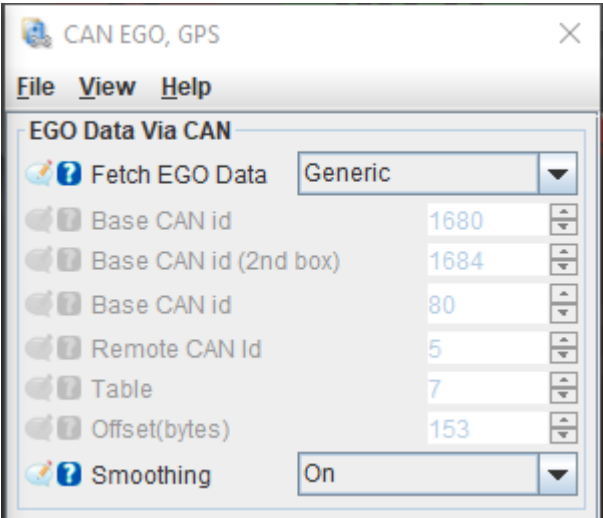 CAN EGO, GPS
File View Help
EGO Data Via CAN
? Fetch EGO Data Generic
? Base CAN id 1680
? Base CAN id (2nd box) 1684
? Base CAN id 80
? Remote CAN Id 5
? Table 7
? Offset(bytes) 153
? Smoothing On